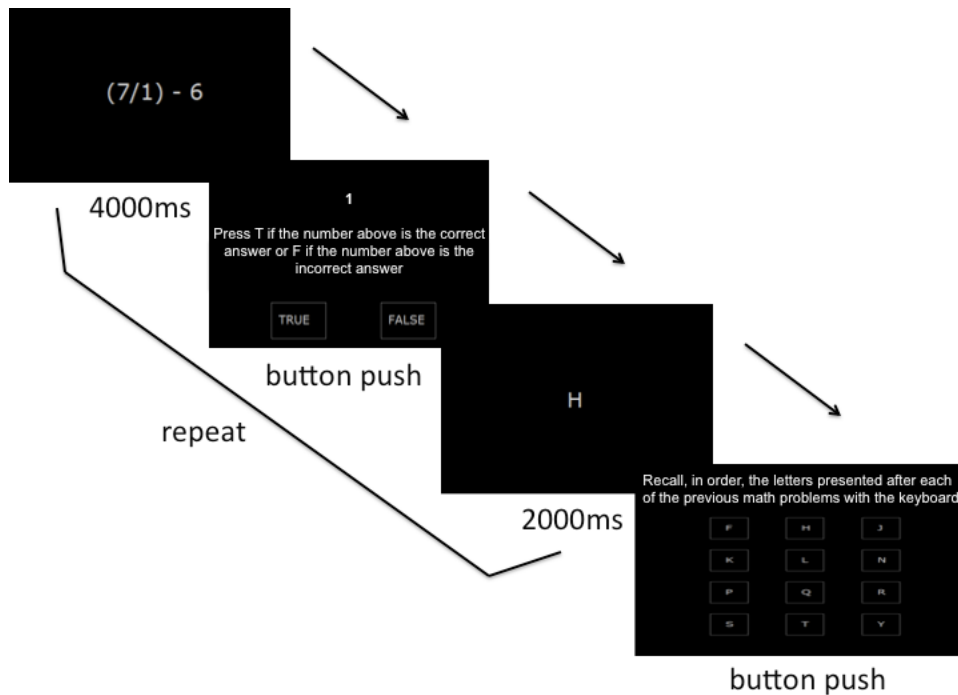 (7/1) - 6
4000ms
1
Press T if the number above is the correct
answer or F if the number above is the
incorrect answer
TRUE FALSE
button push
repeat
H
2000ms
Recall, in order, the letters presented after each
of the previous math problems with the keyboard
F H J
K L N
P Q R
S T Y
button push